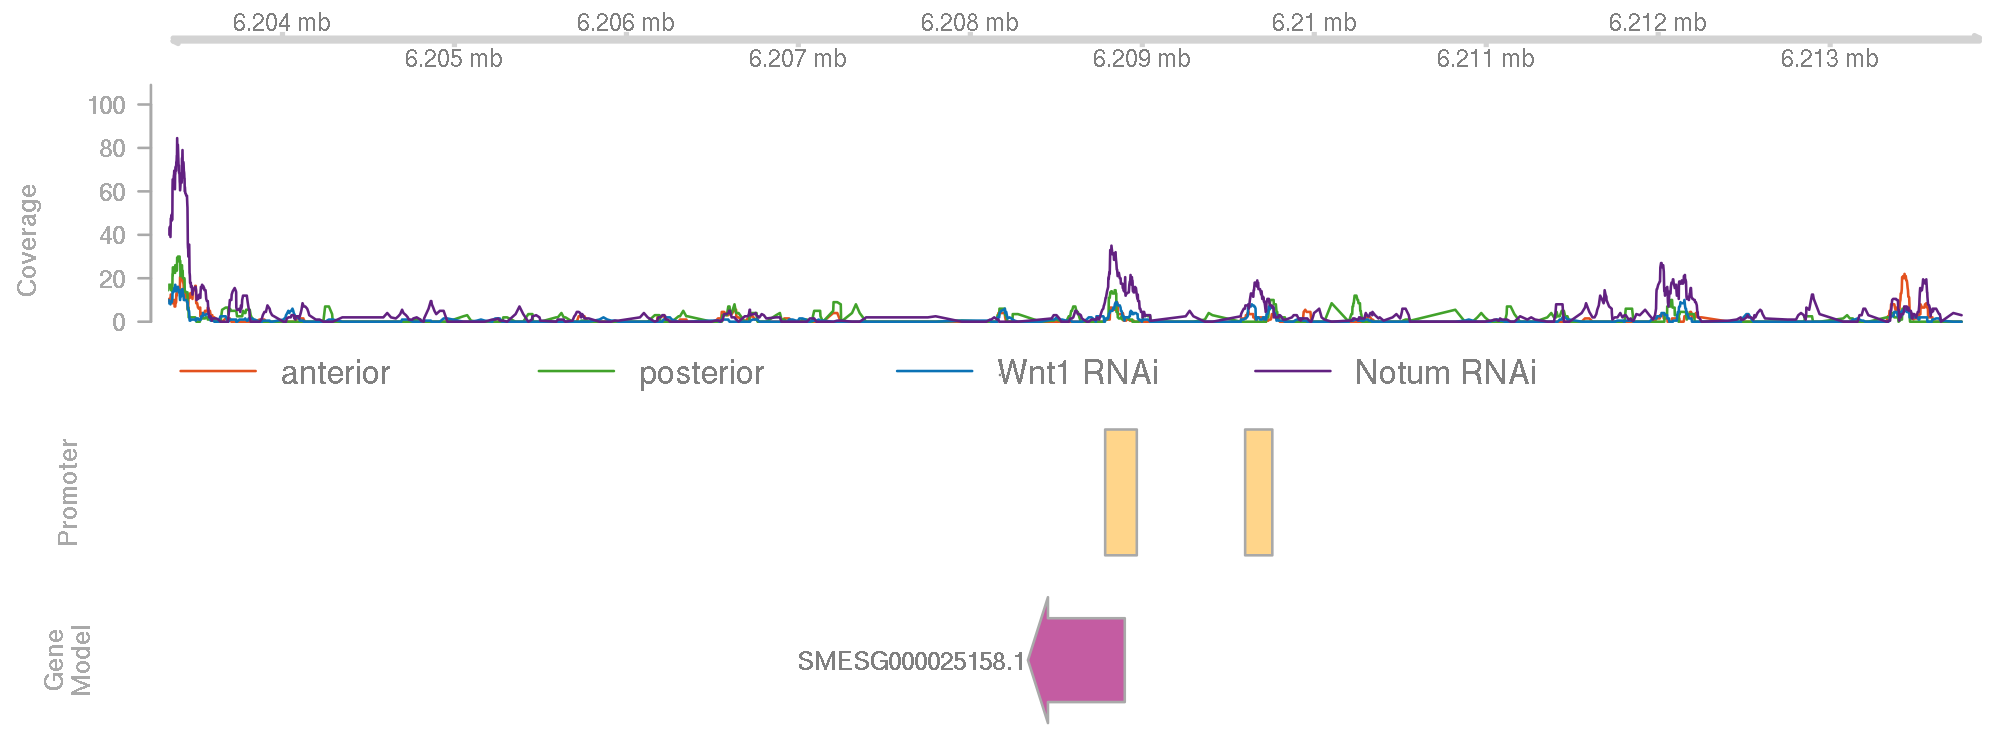 6.204 mb 6.206 mb 6.208 mb 6.21 mb 6.212 mb
6.205 mb 6.207 mb 6.209 mb 6.211 mb 6.213 mb
100
80
60
40
20
0
Coverage
anterior posterior Wnt1 RNAi Notum RNAi
Promoter
Gene
Model
SMESG000025158.1